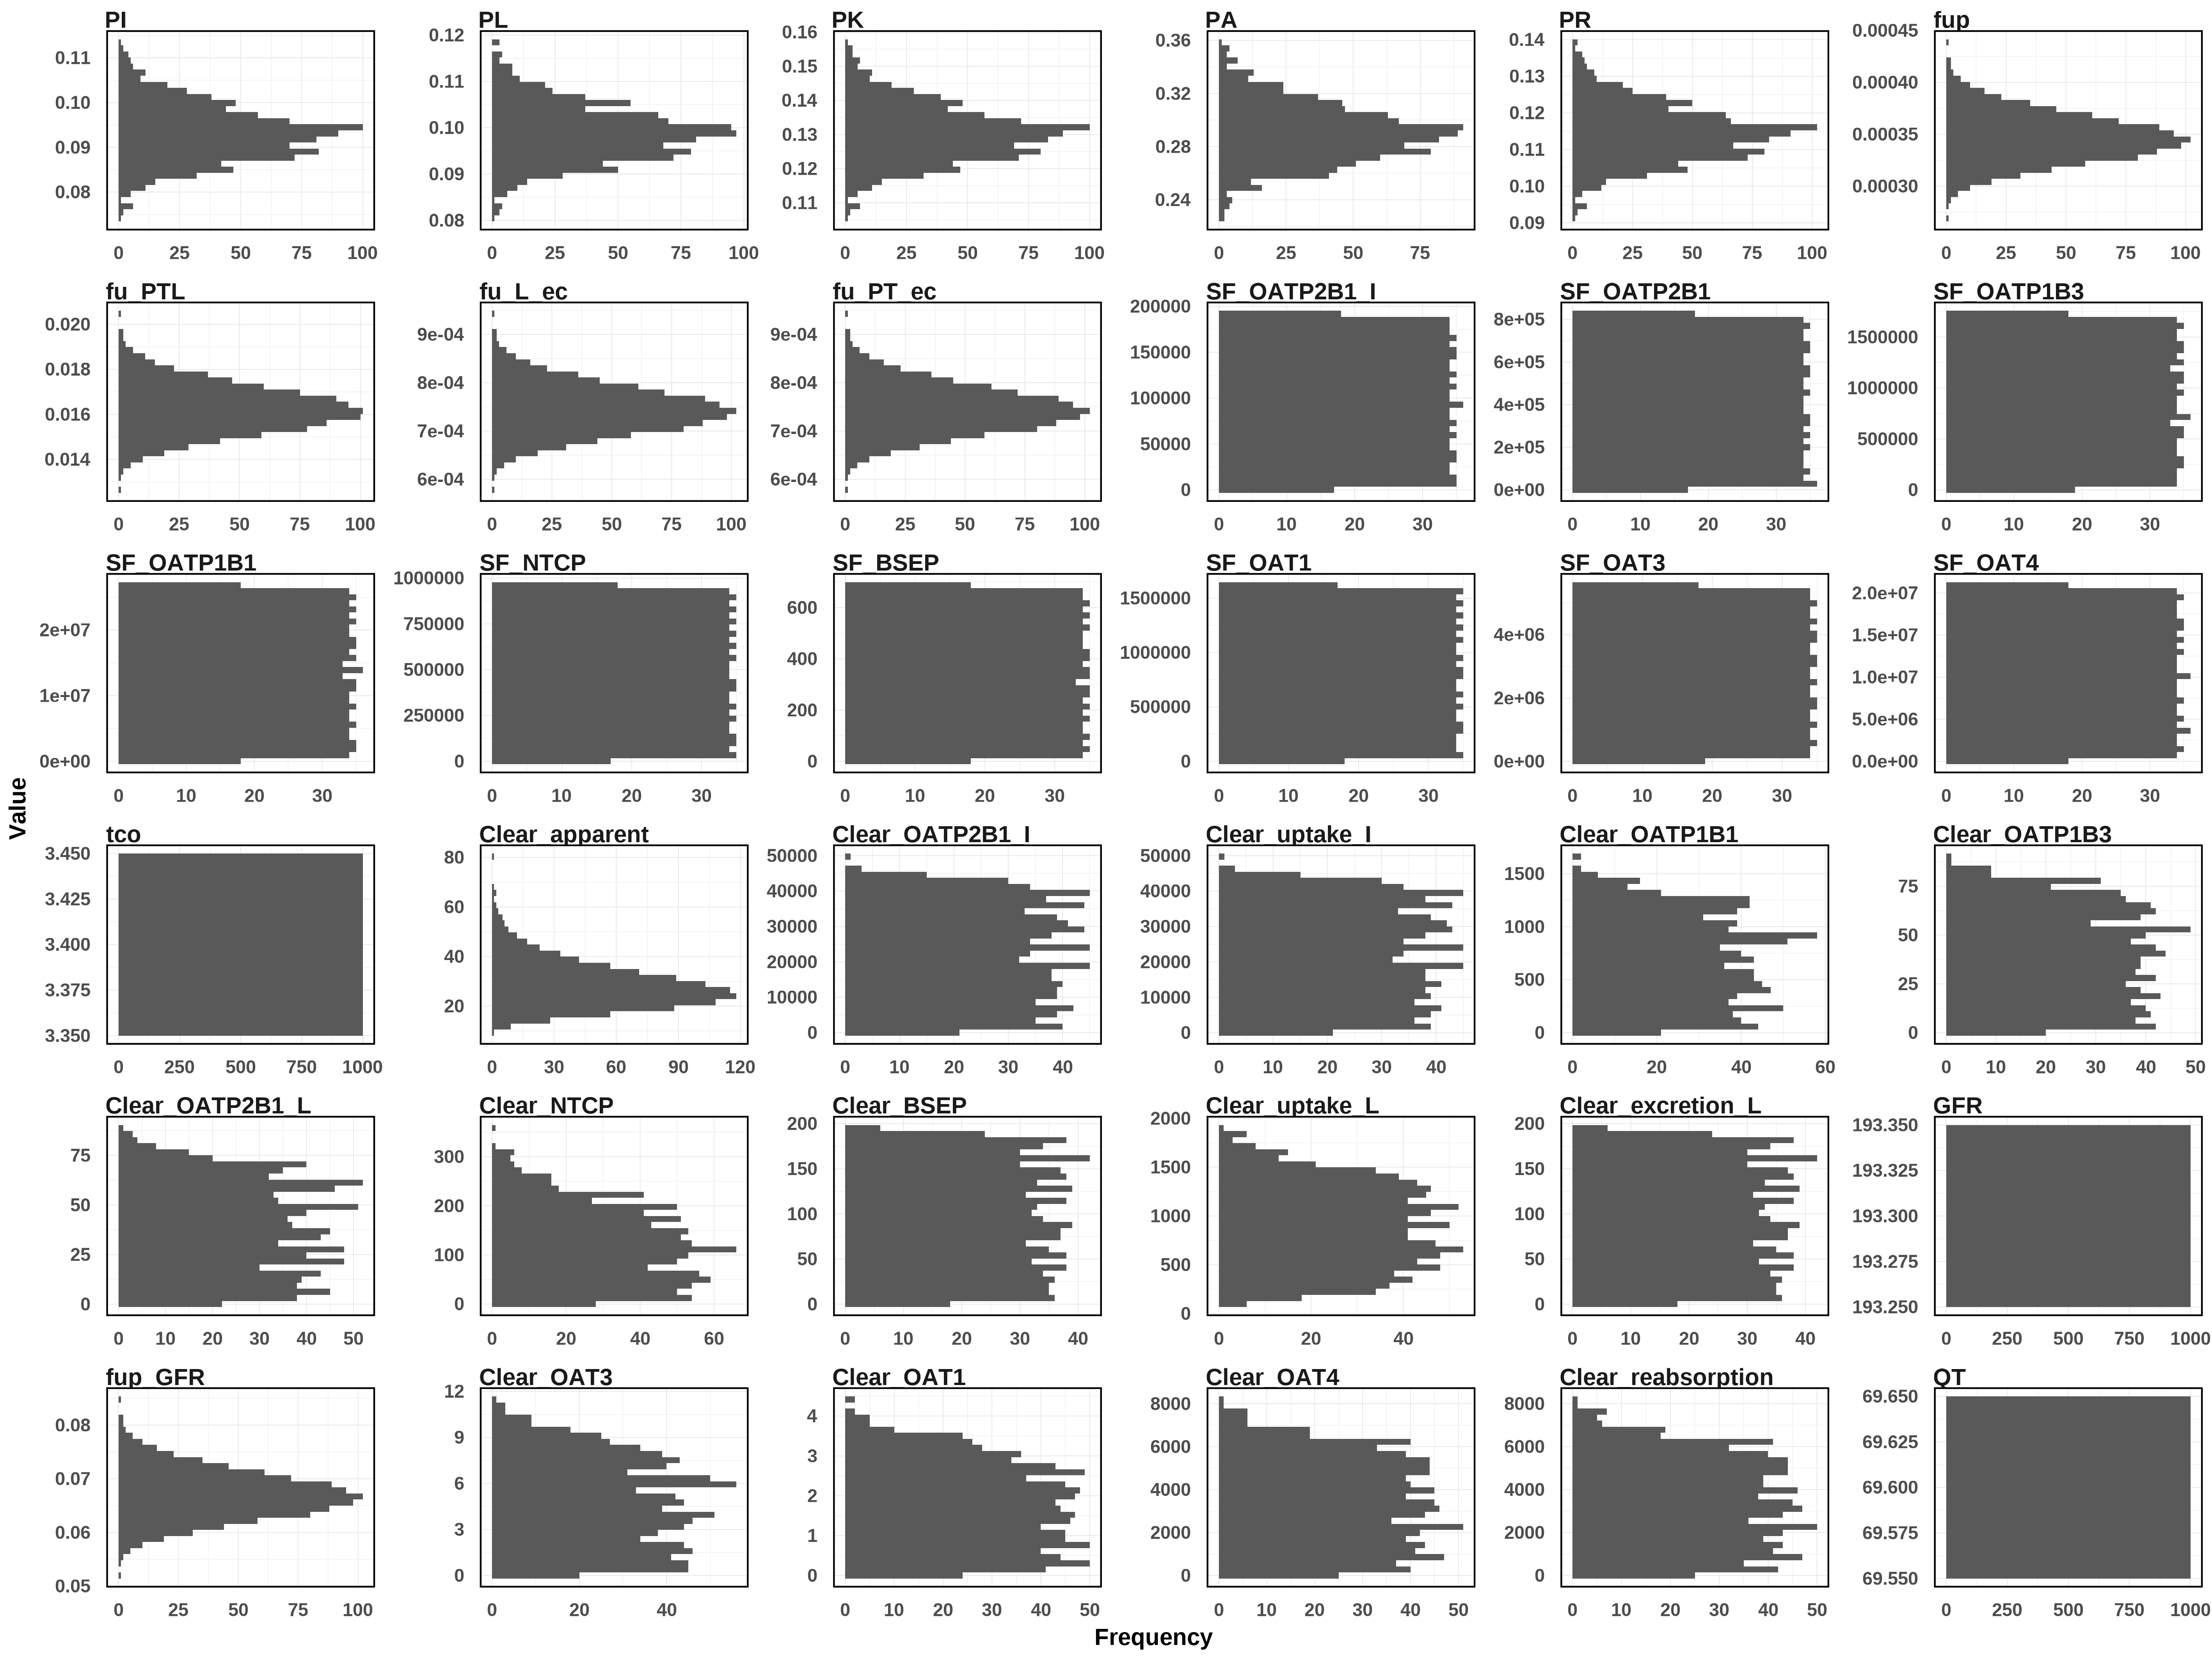 PI PL PK PA PR fup
0.11 0.10 0.09 0.08
0 25 50 75 100
0.12 0.11 0.10 0.09 0.08
0 25 50 75 100
0.16 0.15 0.14 0.13 0.12 0.11
0 25 50 75 100
0.36 0.32 0.28 0.24
0 25 50 75
0.14 0.13 0.12 0.11 0.10 0.09
0 25 50 75 100
0.00045 0.00040 0.00035 0.00030
0 25 50 75 100
fu_PTL fu_L_ec fu_PT_ec SF_OATP2B1_I SF_OATP2B1 SF_OATP1B3
0.020 0.018 0.016 0.014
0 25 50 75 100
9e-04 8e-04 7e-04 6e-04
0 25 50 75 100
9e-04 8e-04 7e-04 6e-04
0 25 50 75 100
200000 150000 100000 50000 0
0 10 20 30
8e+05 6e+05 4e+05 2e+05 0e+00
0 10 20 30
1500000 1000000 500000 0
0 10 20 30
SF_OATP1B1 SF_NTCP SF_BSEP SF_OAT1 SF_OAT3 SF_OAT4
2e+07 1e+07 0e+00
0 10 20 30
1000000 750000 500000 250000 0
0 10 20 30
600 400 200 0
0 10 20 30
1500000 1000000 500000 0
0 10 20 30
4e+06 2e+06 0e+00
0 10 20 30
2.0e+07 1.5e+07 1.0e+07 5.0e+06 0.0e+00
0 10 20 30
Value
tco Clear_apparent Clear_OATP2B1_I Clear_uptake_I Clear_OATP1B1 Clear_OATP1B3
3.450 3.425 3.400 3.375 3.350
0 250 500 750 1000
80 60 40 20
0 30 60 90 120
50000 40000 30000 20000 10000 0
0 10 20 30 40
50000 40000 30000 20000 10000 0
0 10 20 30 40
1500 1000 500 0
0 20 40 60
75 50 25 0
0 10 20 30 40 50
Clear_OATP2B1_L Clear_NTCP Clear_BSEP Clear_uptake_L Clear_excretion_L GFR
75 50 25 0
0 10 20 30 40 50
300 200 100 0
0 20 40 60
200 150 100 50 0
0 10 20 30 40
2000 1500 1000 500 0
0 20 40
200 150 100 50 0
0 10 20 30 40
193.350 193.325 193.300 193.275 193.250
0 250 500 750 1000
fup_GFR Clear_OAT3 Clear_OAT1 Clear_OAT4 Clear_reabsorption QT
0.08 0.07 0.06 0.05
0 25 50 75 100
12 9 6 3 0
0 20 40
4 3 2 1 0
0 10 20 30 40 50
8000 6000 4000 2000 0
0 10 20 30 40 50
8000 6000 4000 2000 0
0 10 20 30 40 50
69.650 69.625 69.600 69.575 69.550
0 250 500 750 1000
Frequency